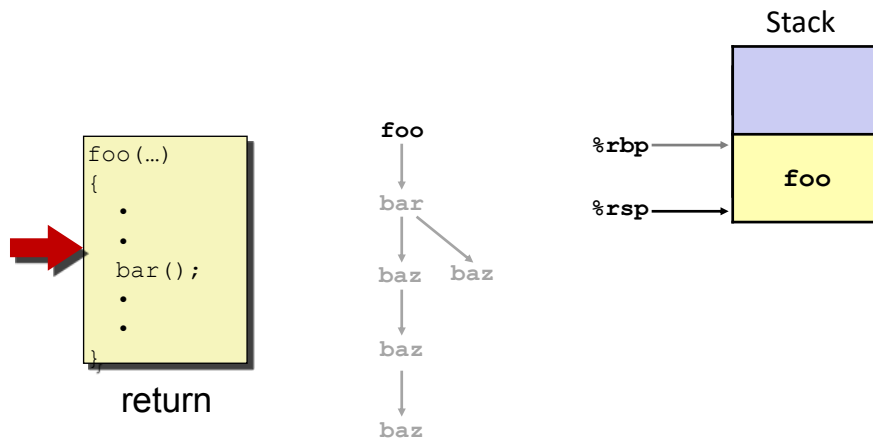 Stack
foo(…)
{
•
•
bar();
•
•
}
return
foo
bar
baz baz
baz
baz
%rbp
foo
%rsp